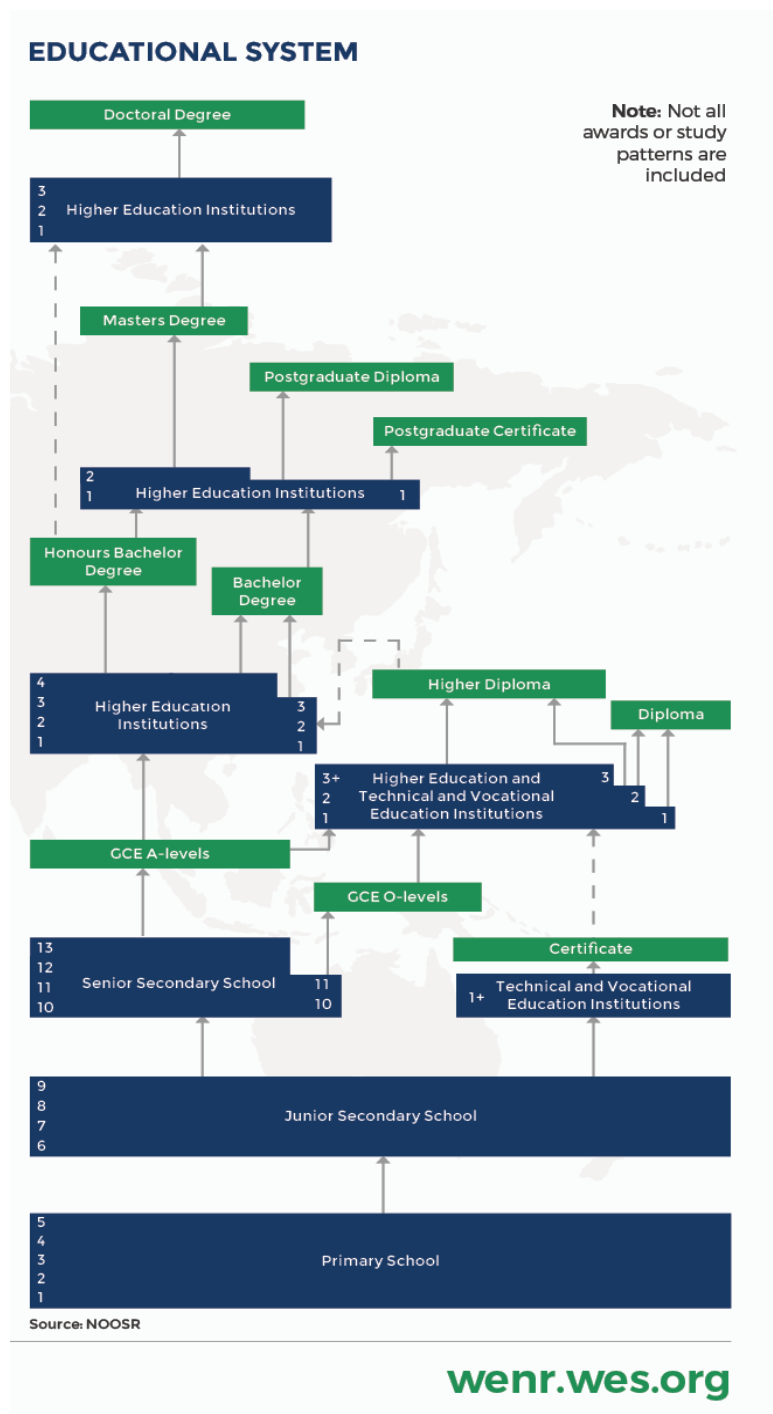 EDUCATIONAL SYSTEM
Doctoral Degree
Note: Not all
awards or study
patterns are
included
3
2
1
Higher Education Institutions
Masters Degree
Postgraduate Diploma
Postgraduate Certificate
2
1
Higher Education Institutions
1
Honours Bachelor
Degree
Bachelor
Degree
4
3
2
1
Higher Education
Institutions
3
2
1
Higher Diploma
Diploma
3+
2
1
Higher Education and
Technical and Vocational
Education Institutions
3
2
1
GCE A-levels
GCE O-levels
Certificate
13
12
11
10
Senior Secondary School
11
10
1+
Technical and Vocational
Education Institutions
9
8
7
6
Junior Secondary School
5
4
3
2
1
Primary School
Source: NOOSR
wenr.wes.org